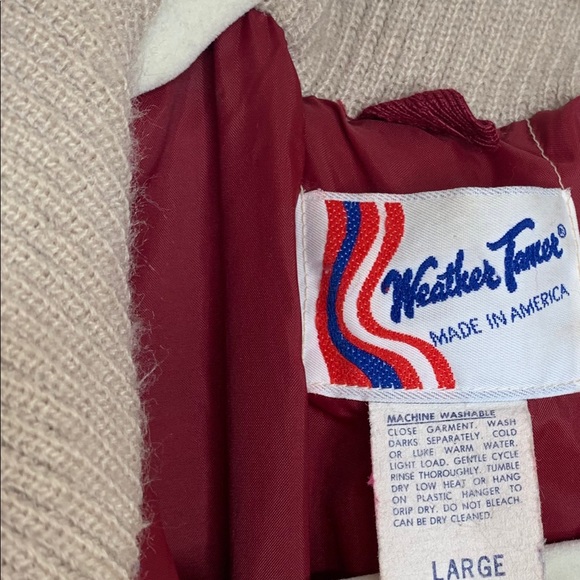 Weather Tamer®
MADE IN AMERICA
MACHINE WASHABLE
CLOSE GARMENT. WASH
DARKS SEPARATELY. COLD
OR LUKE WARM WATER.
LIGHT LOAD. GENTLE CYCLE
RINSE THOROUGHLY. TUMBLE
DRY LOW HEAT OR HANG
ON PLASTIC HANGER TO
DRIP DRY. DO NOT BLEACH
CAN BE DRY CLEANED.
LARGE